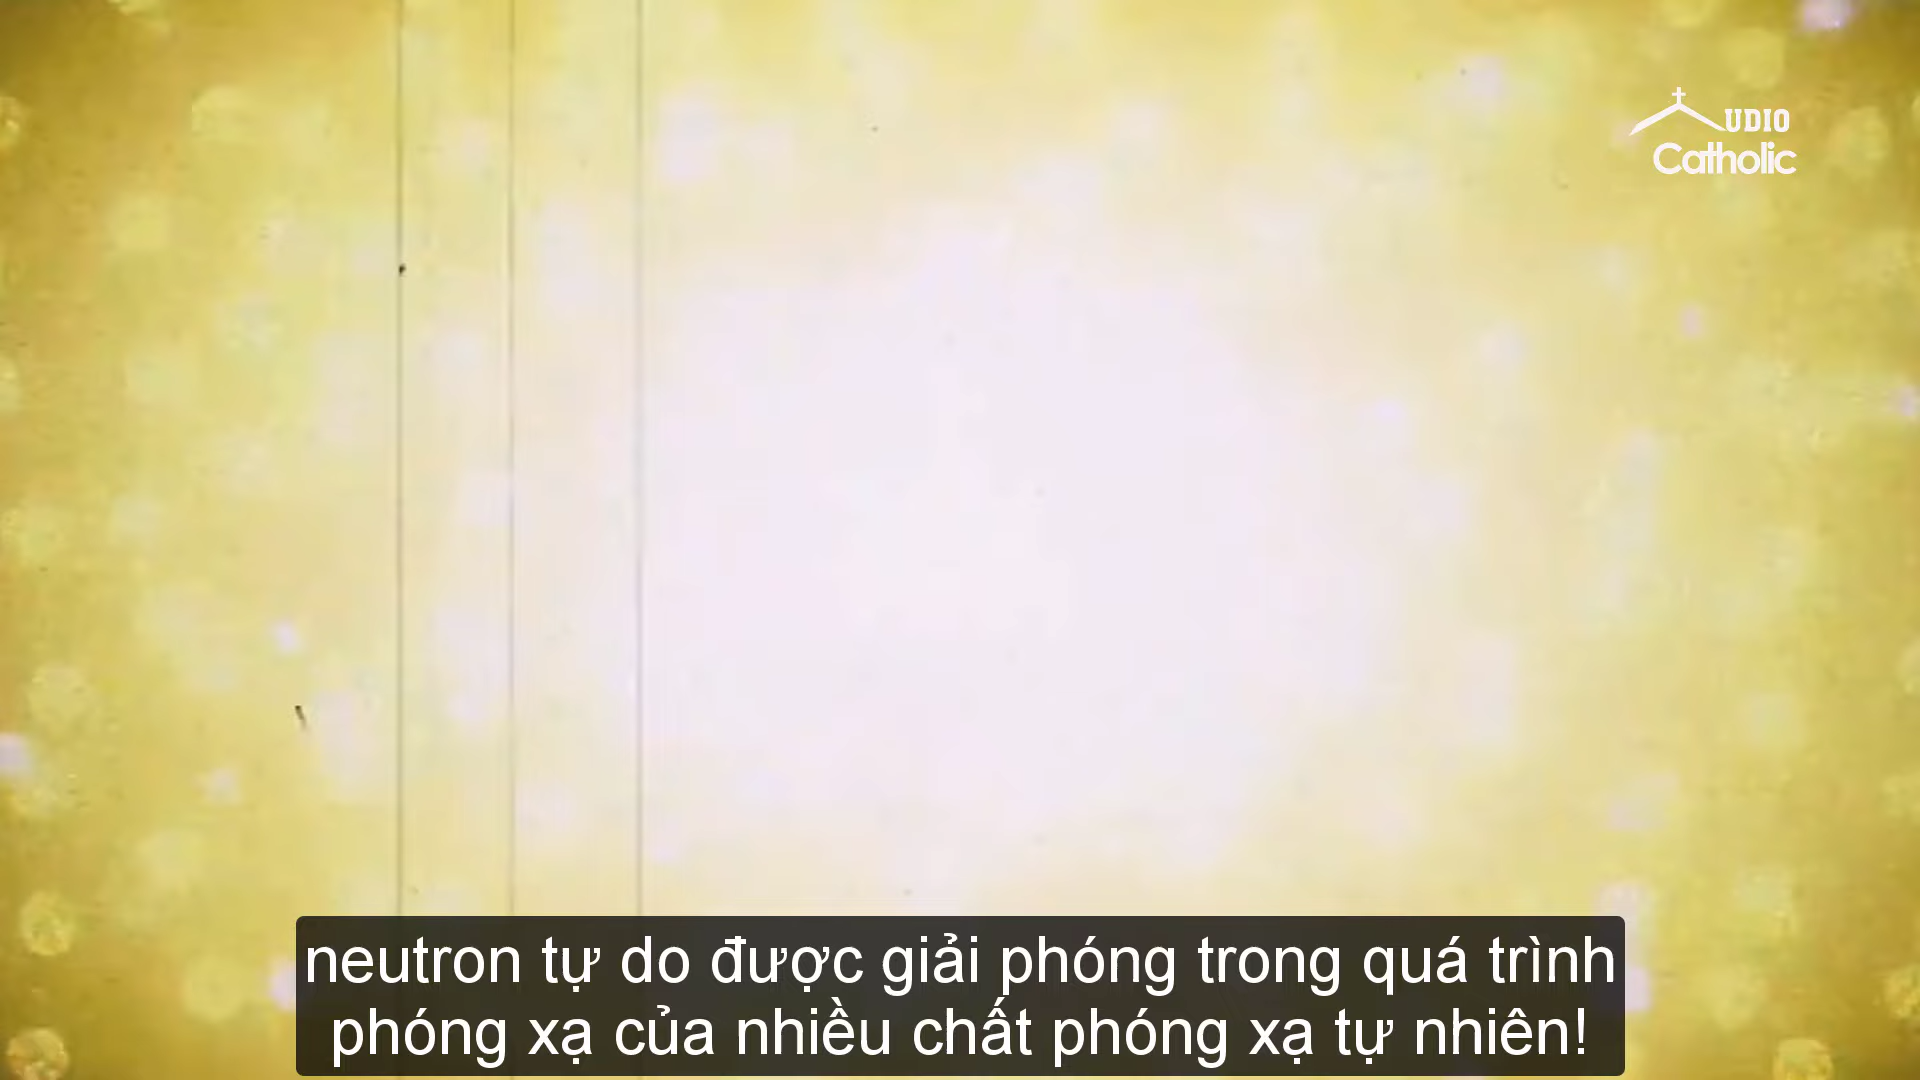 UDIO
Catholic
neutron tự do được giải phóng trong quá trình
phóng xạ của nhiều chất phóng xạ tự nhiên!